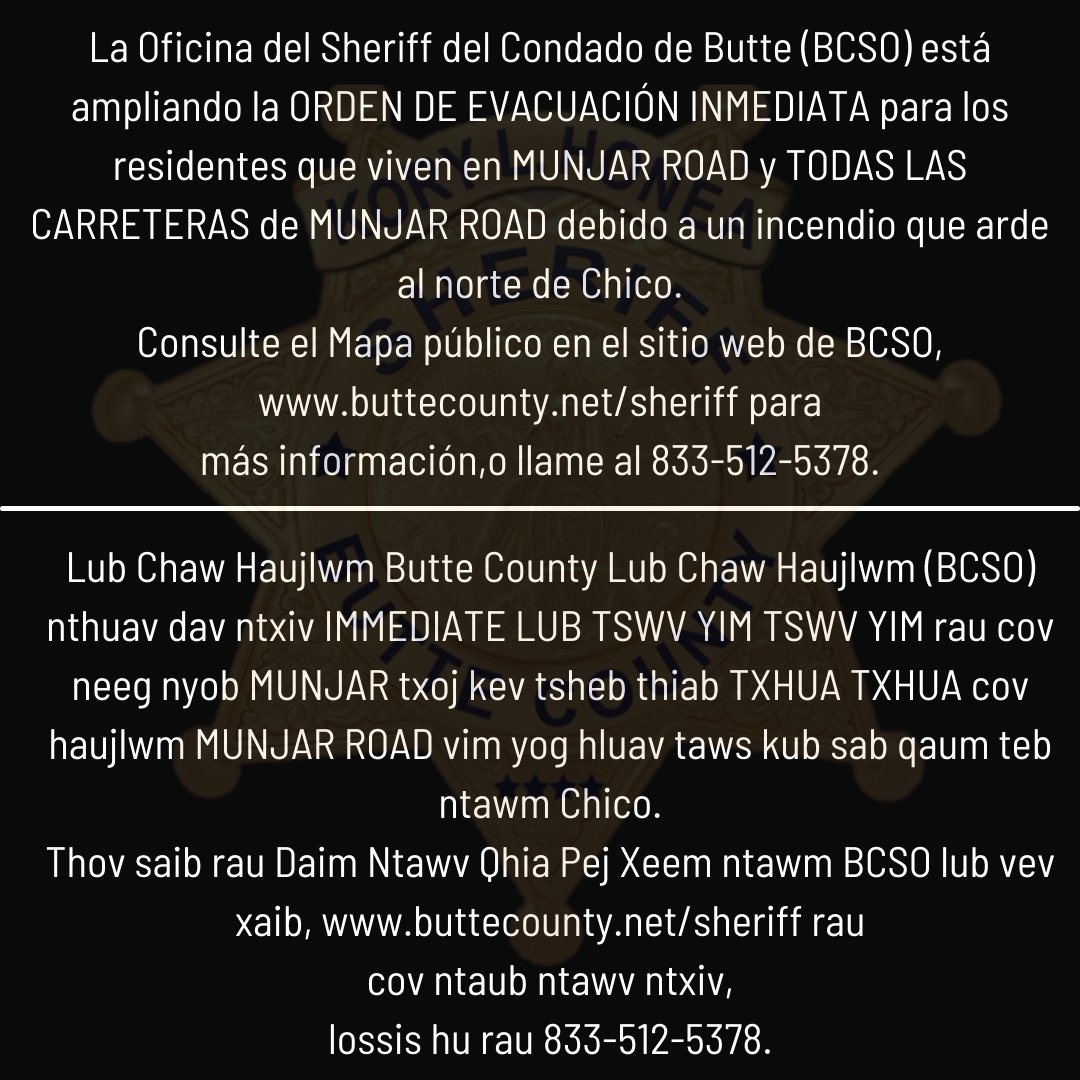 La Oficina del Sheriff del Condado de Butte (BCSO) está
ampliando la ORDEN DE EVACUACIÓN INMEDIATA para los
residentes que viven en MUNJAR ROAD y TODAS LAS
CARRETERAS de MUNJAR ROAD debido a un incendio que arde
al norte de Chico.
Consulte el Mapa público en el sitio web de BCSO,
www.buttecounty.net/sheriff para
más información,o llame al 833-512-5378.
Lub Chaw Haujlwm Butte County Lub Chaw Haujlwm (BCSO)
nthuav dav ntxiv IMMEDIATE LUB TSWV YIM TSWV YIM rau cov
neeg nyob MUNJAR txoj kev tsheb thiab TXHUA TXHUA cov
haujlwm MUNJAR ROAD vim yog hluav taws kub sab qaum teb
ntawm Chico.
Thov saib rau Daim Ntawv Qhia Pej Xeem ntawm BCSO lub vev
xaib, www.buttecounty.net/sheriff rau
cov ntaub ntawv ntxiv,
lossis hu rau 833-512-5378.
KORY L. HONEA
SHERIFF
BUTTE COUNTY